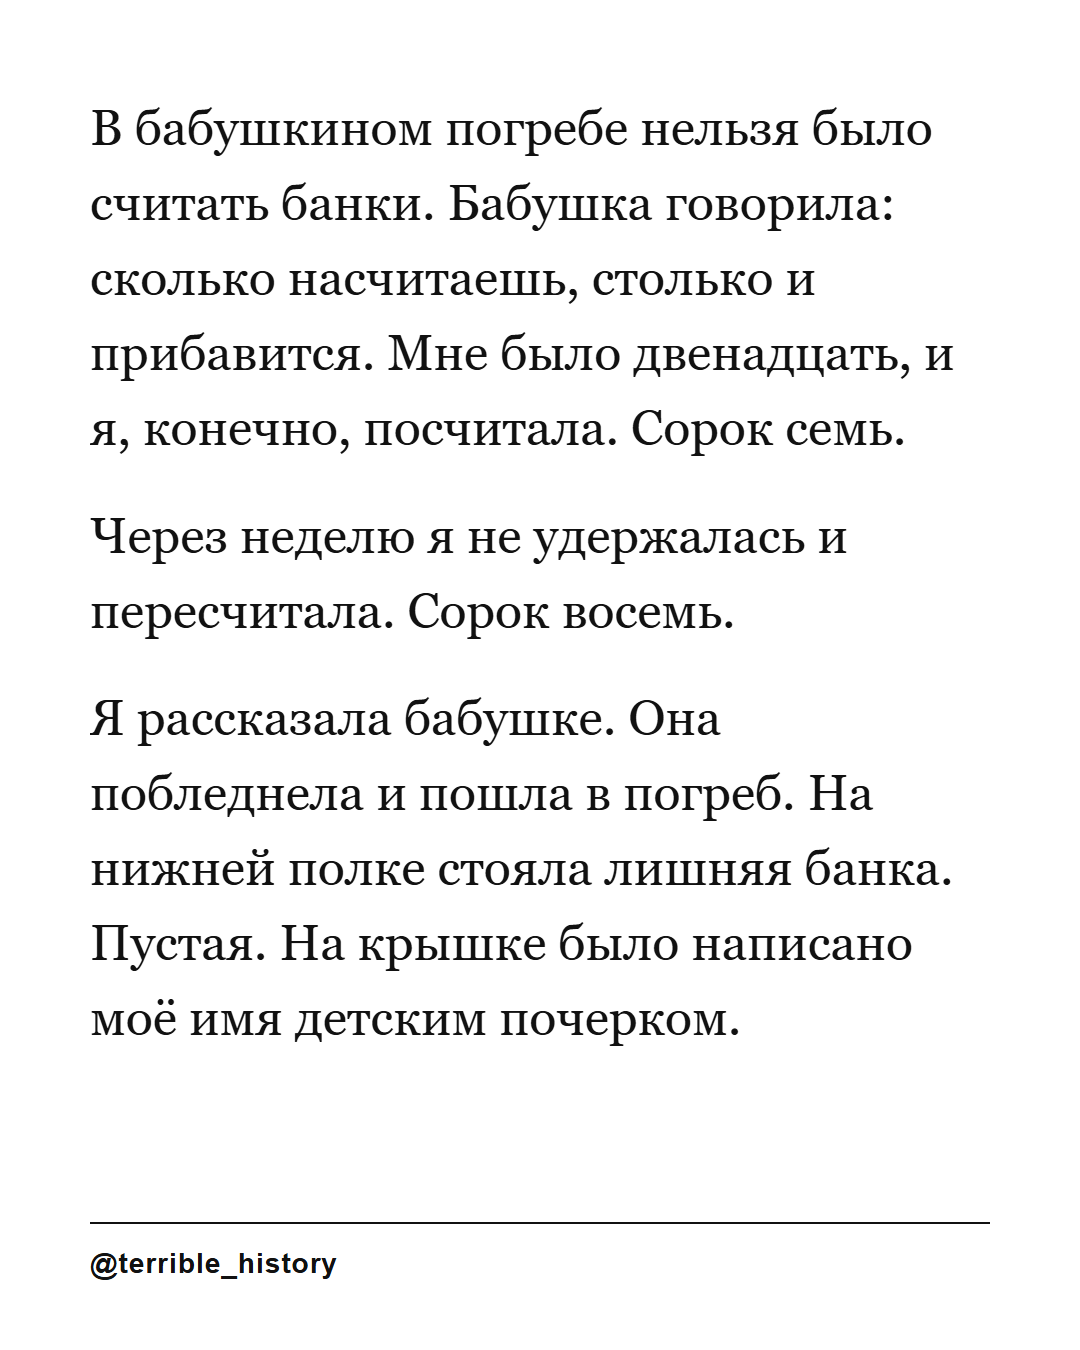 В бабушкином погребе нельзя было
считать банки. Бабушка говорила:
сколько насчитаешь, столько и
прибавится. Мне было двенадцать, и
я, конечно, посчитала. Сорок семь.
Через неделю я не удержалась и
пересчитала. Сорок восемь.
Я рассказала бабушке. Она
побледнела и пошла в погреб. На
нижней полке стояла лишняя банка.
Пустая. На крышке было написано
моё имя детским почерком.
@terrible_history